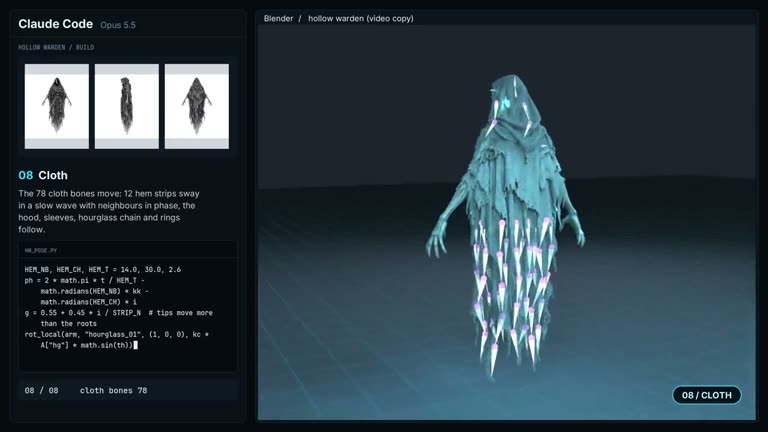 Claude Code Opus 5.5
HOLLOW WARDEN / BUILD
08 Cloth
The 78 cloth bones move: 12 hem strips sway
in a slow wave with neighbours in phase, the
hood, sleeves, hourglass chain and rings
follow.
HW_POSE.PY
HEM_NB, HEM_CH, HEM_T = 14.0, 30.0, 2.6
ph = 2 * math.pi * t / HEM_T -
math.radians(HEM_NB) * kk -
math.radians(HEM_CH) * i
g = 0.55 + 0.45 * i / STRIP_N # tips move more
than the roots
rot_local(arm, "hourglass_01", (1, 0, 0), kc *
A["hg"] * math.sin(th))
08 / 08 cloth bones 78
Blender / hollow warden (video copy)
08 / CLOTH